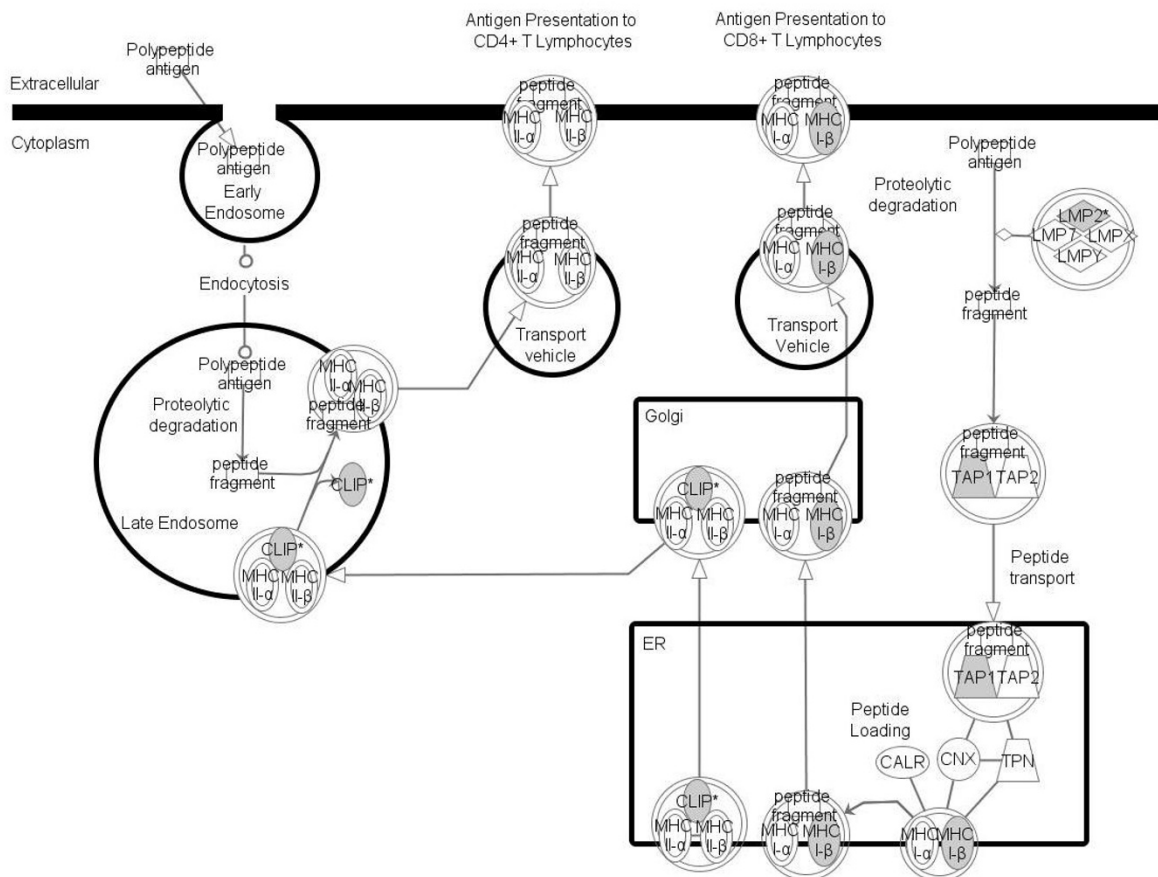 Antigen Presentation to
CD4+ T Lymphocytes
Antigen Presentation to
CD8+ T Lymphocytes
Polypeptide
antigen
Extracellular
Cytoplasm
peptide
fragment
MHC
II-α
MHC
II-β
peptide
fragment
MHC
I-α
MHC
I-β
Polypeptide
antigen
Early
Endosome
Polypeptide
antigen
Proteolytic
degradation
LMP2*
LMP7
LMPX
LMPY
peptide
fragment
MHC
II-α
MHC
II-β
Transport
vehicle
peptide
fragment
MHC
I-α
MHC
I-β
Transport
Vehicle
Endocytosis
peptide
fragment
Polypeptide
antigen
Proteolytic
degradation
peptide
fragment
MHC
II-α
MHC
II-β
peptide
fragment
CLIP*
Late Endosome
CLIP*
MHC
II-α
MHC
II-β
Golgi
CLIP*
MHC
II-α
MHC
II-β
peptide
fragment
MHC
I-α
MHC
I-β
peptide
fragment
TAP1
TAP2
Peptide
transport
ER
peptide
fragment
TAP1
TAP2
Peptide
Loading
CALR
CNX
TPN
CLIP*
MHC
II-α
MHC
II-β
peptide
fragment
MHC
I-α
MHC
I-β
MHC
I-α
MHC
I-β